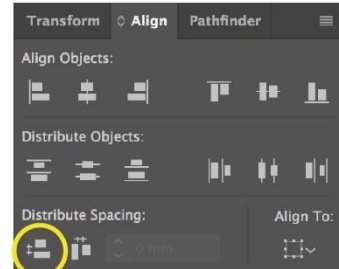 Transform Align Pathfinder
Align Objects:
Distribute Objects:
Distribute Spacing: Align To:
0 mm